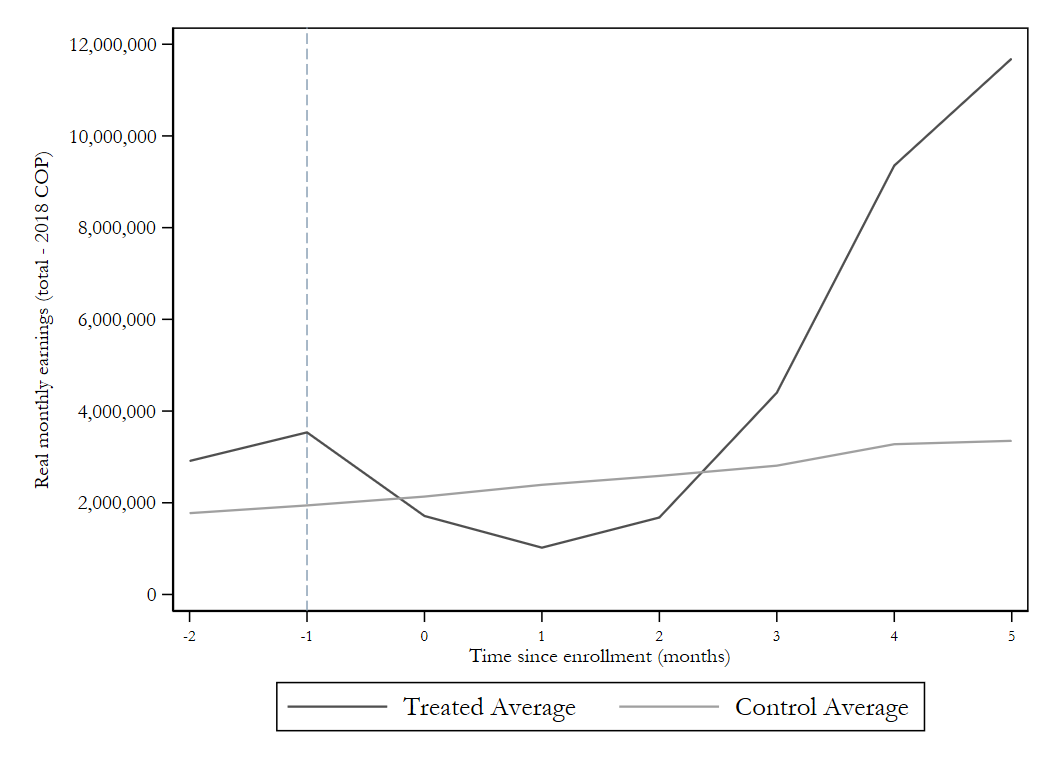 12,000,000
10,000,000
8,000,000
6,000,000
4,000,000
2,000,000
0
Real monthly earnings (total - 2018 COP)
-2 -1 0 1 2 3 4 5
Time since enrollment (months)
Treated Average Control Average